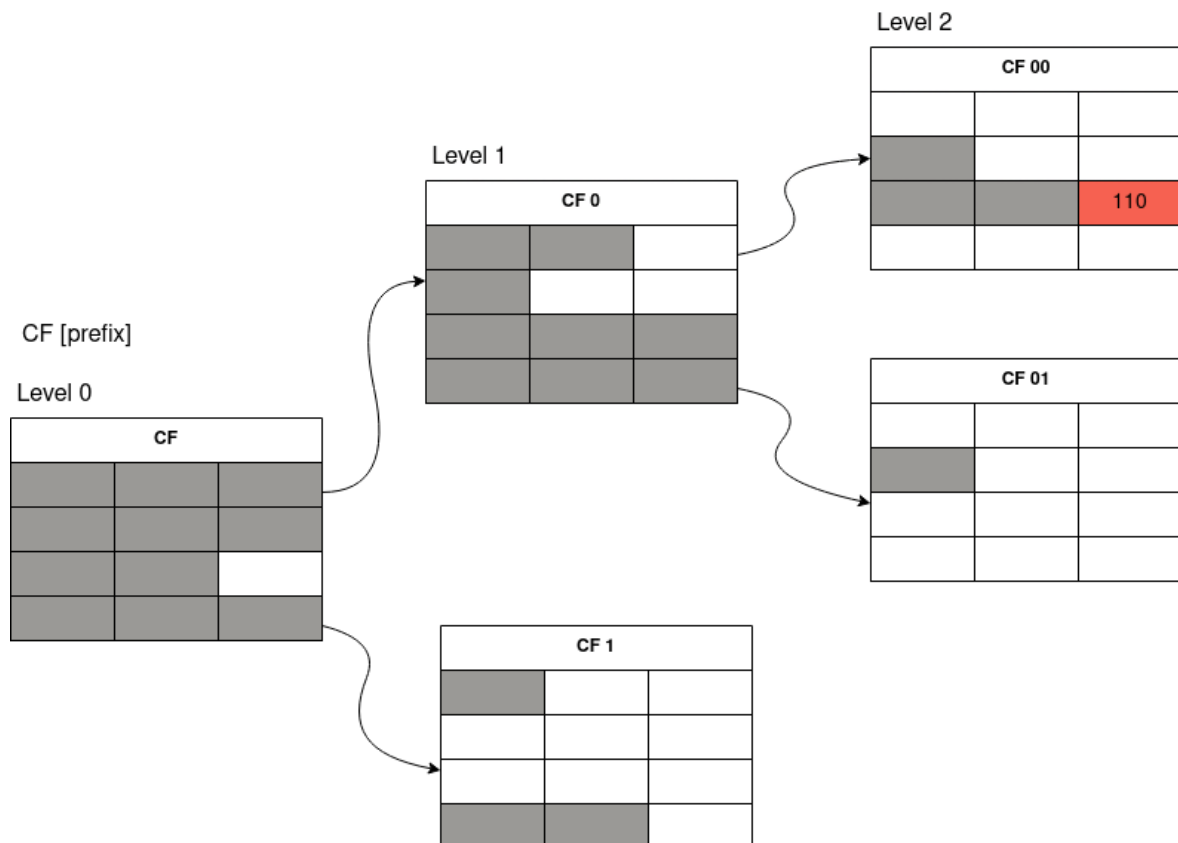 Level 2
CF 00
110
Level 1
CF 0
CF [prefix]
Level 0
CF
CF 01
CF 1